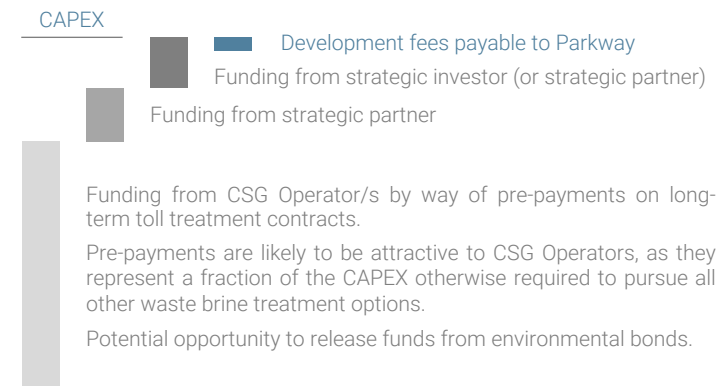 CAPEX
Development fees payable to Parkway
Funding from strategic investor (or strategic partner)
Funding from strategic partner
Funding from CSG Operator/s by way of pre-payments on long-
term toll treatment contracts.
Pre-payments are likely to be attractive to CSG Operators, as they
represent a fraction of the CAPEX otherwise required to pursue all
other waste brine treatment options.
Potential opportunity to release funds from environmental bonds.